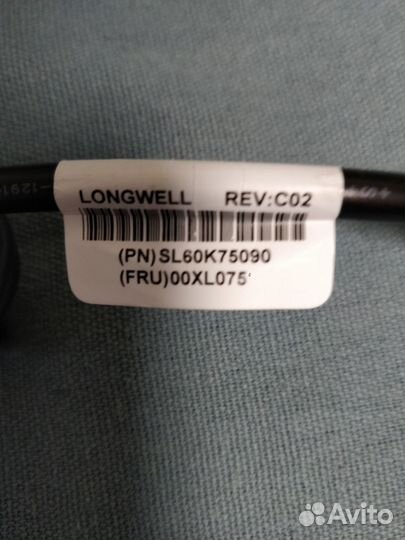 LONGWELL REV:C02
(PN)SL60K75090
(FRU)00XL075
Avito